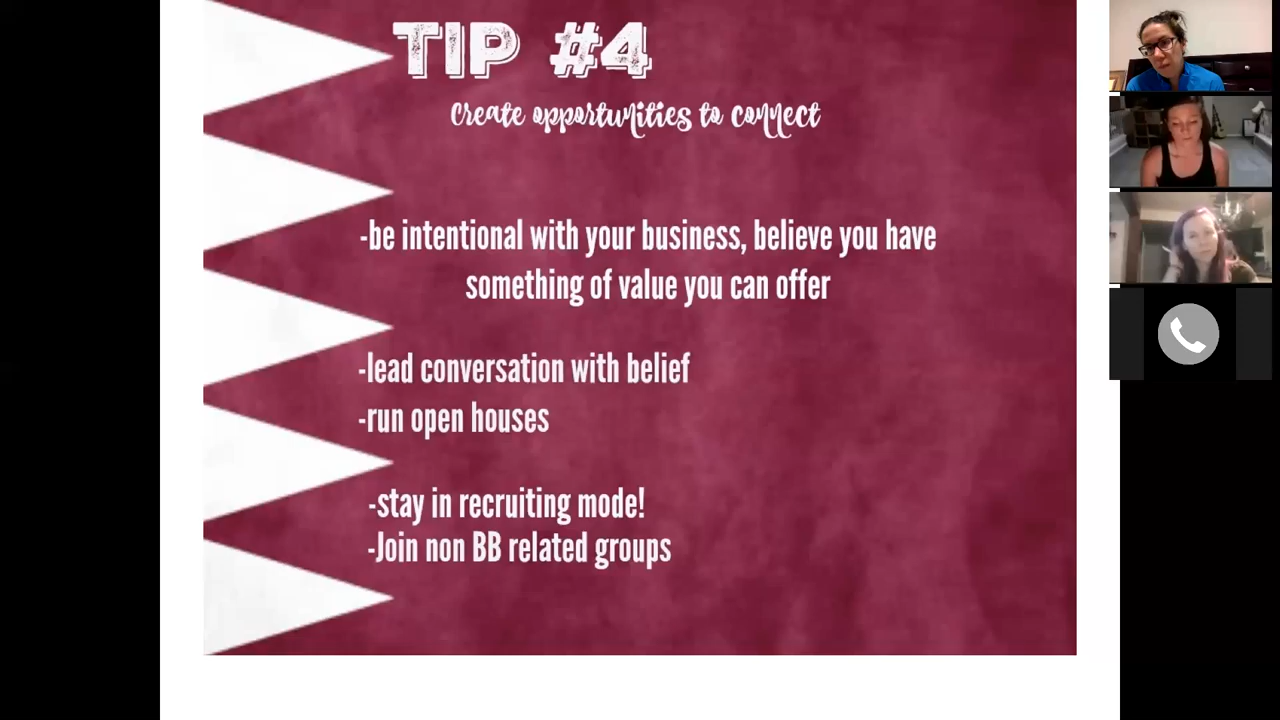 TIP #4
Create opportunities to connect
-be intentional with your business, believe you have
something of value you can offer
-lead conversation with belief
-run open houses
-stay in recruiting mode!
-Join non BB related groups